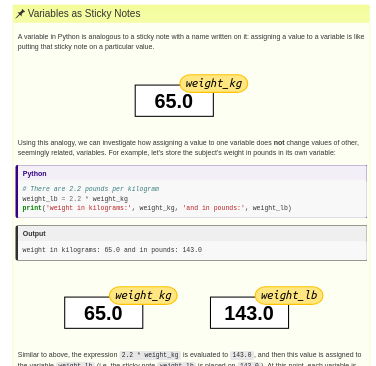 Variables as Sticky Notes
A variable in Python is analogous to a sticky note with a name written on it: assigning a value to a variable is like
putting that sticky note on a particular value.
weight_kg
65.0
Using this analogy, we can investigate how assigning a value to one variable does not change values of other,
seemingly related, variables. For example, let's store the subject's weight in pounds in its own variable:
Python
# There are 2.2 pounds per kilogram
weight_lb = 2.2 * weight_kg
print('weight in kilograms:', weight_kg, 'and in pounds:', weight_lb)
Output
weight in kilograms: 65.0 and in pounds: 143.0
weight_kg weight_lb
65.0 143.0
Similar to above, the expression 2.2 * weight_kg is evaluated to 143.0, and then this value is assigned to
the variable weight_lb (i.e. the sticky note weight_lb is placed on 143.0). At this point, each variable is